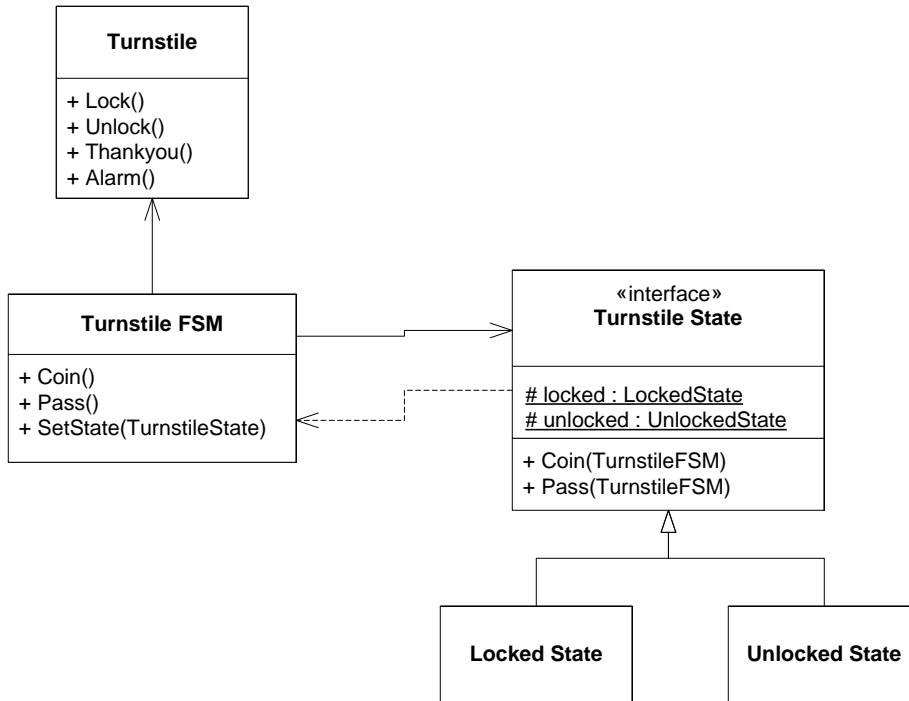 Turnstile
+ Lock()
+ Unlock()
+ Thankyou()
+ Alarm()
Turnstile FSM
+ Coin()
+ Pass()
+ SetState(TurnstileState)
«interface»
Turnstile State
# locked : LockedState
# unlocked : UnlockedState
+ Coin(TurnstileFSM)
+ Pass(TurnstileFSM)
Locked State
Unlocked State